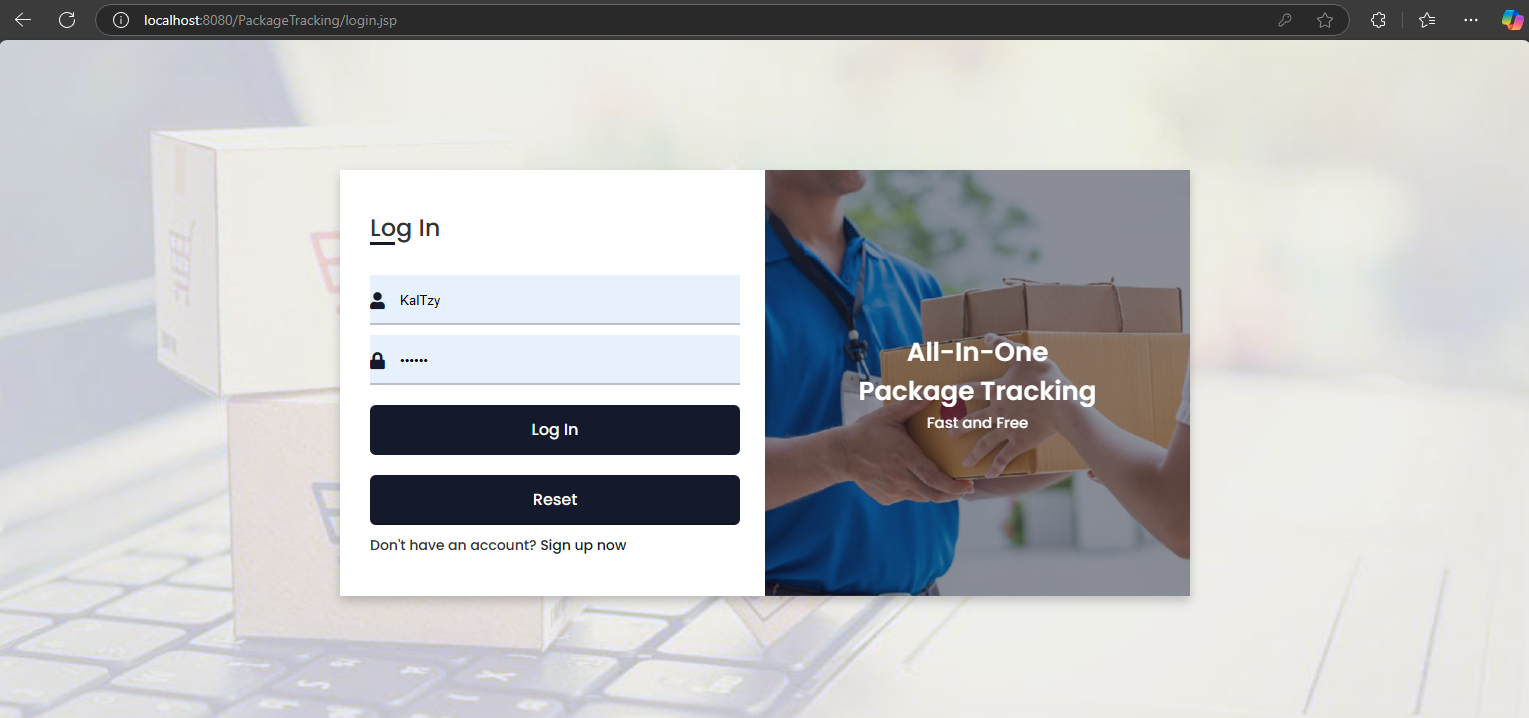 localhost:8080/PackageTracking/login.jsp
Log In
KalTzy
••••••
Log In
Reset
Don't have an account? Sign up now
All-In-One
Package Tracking
Fast and Free